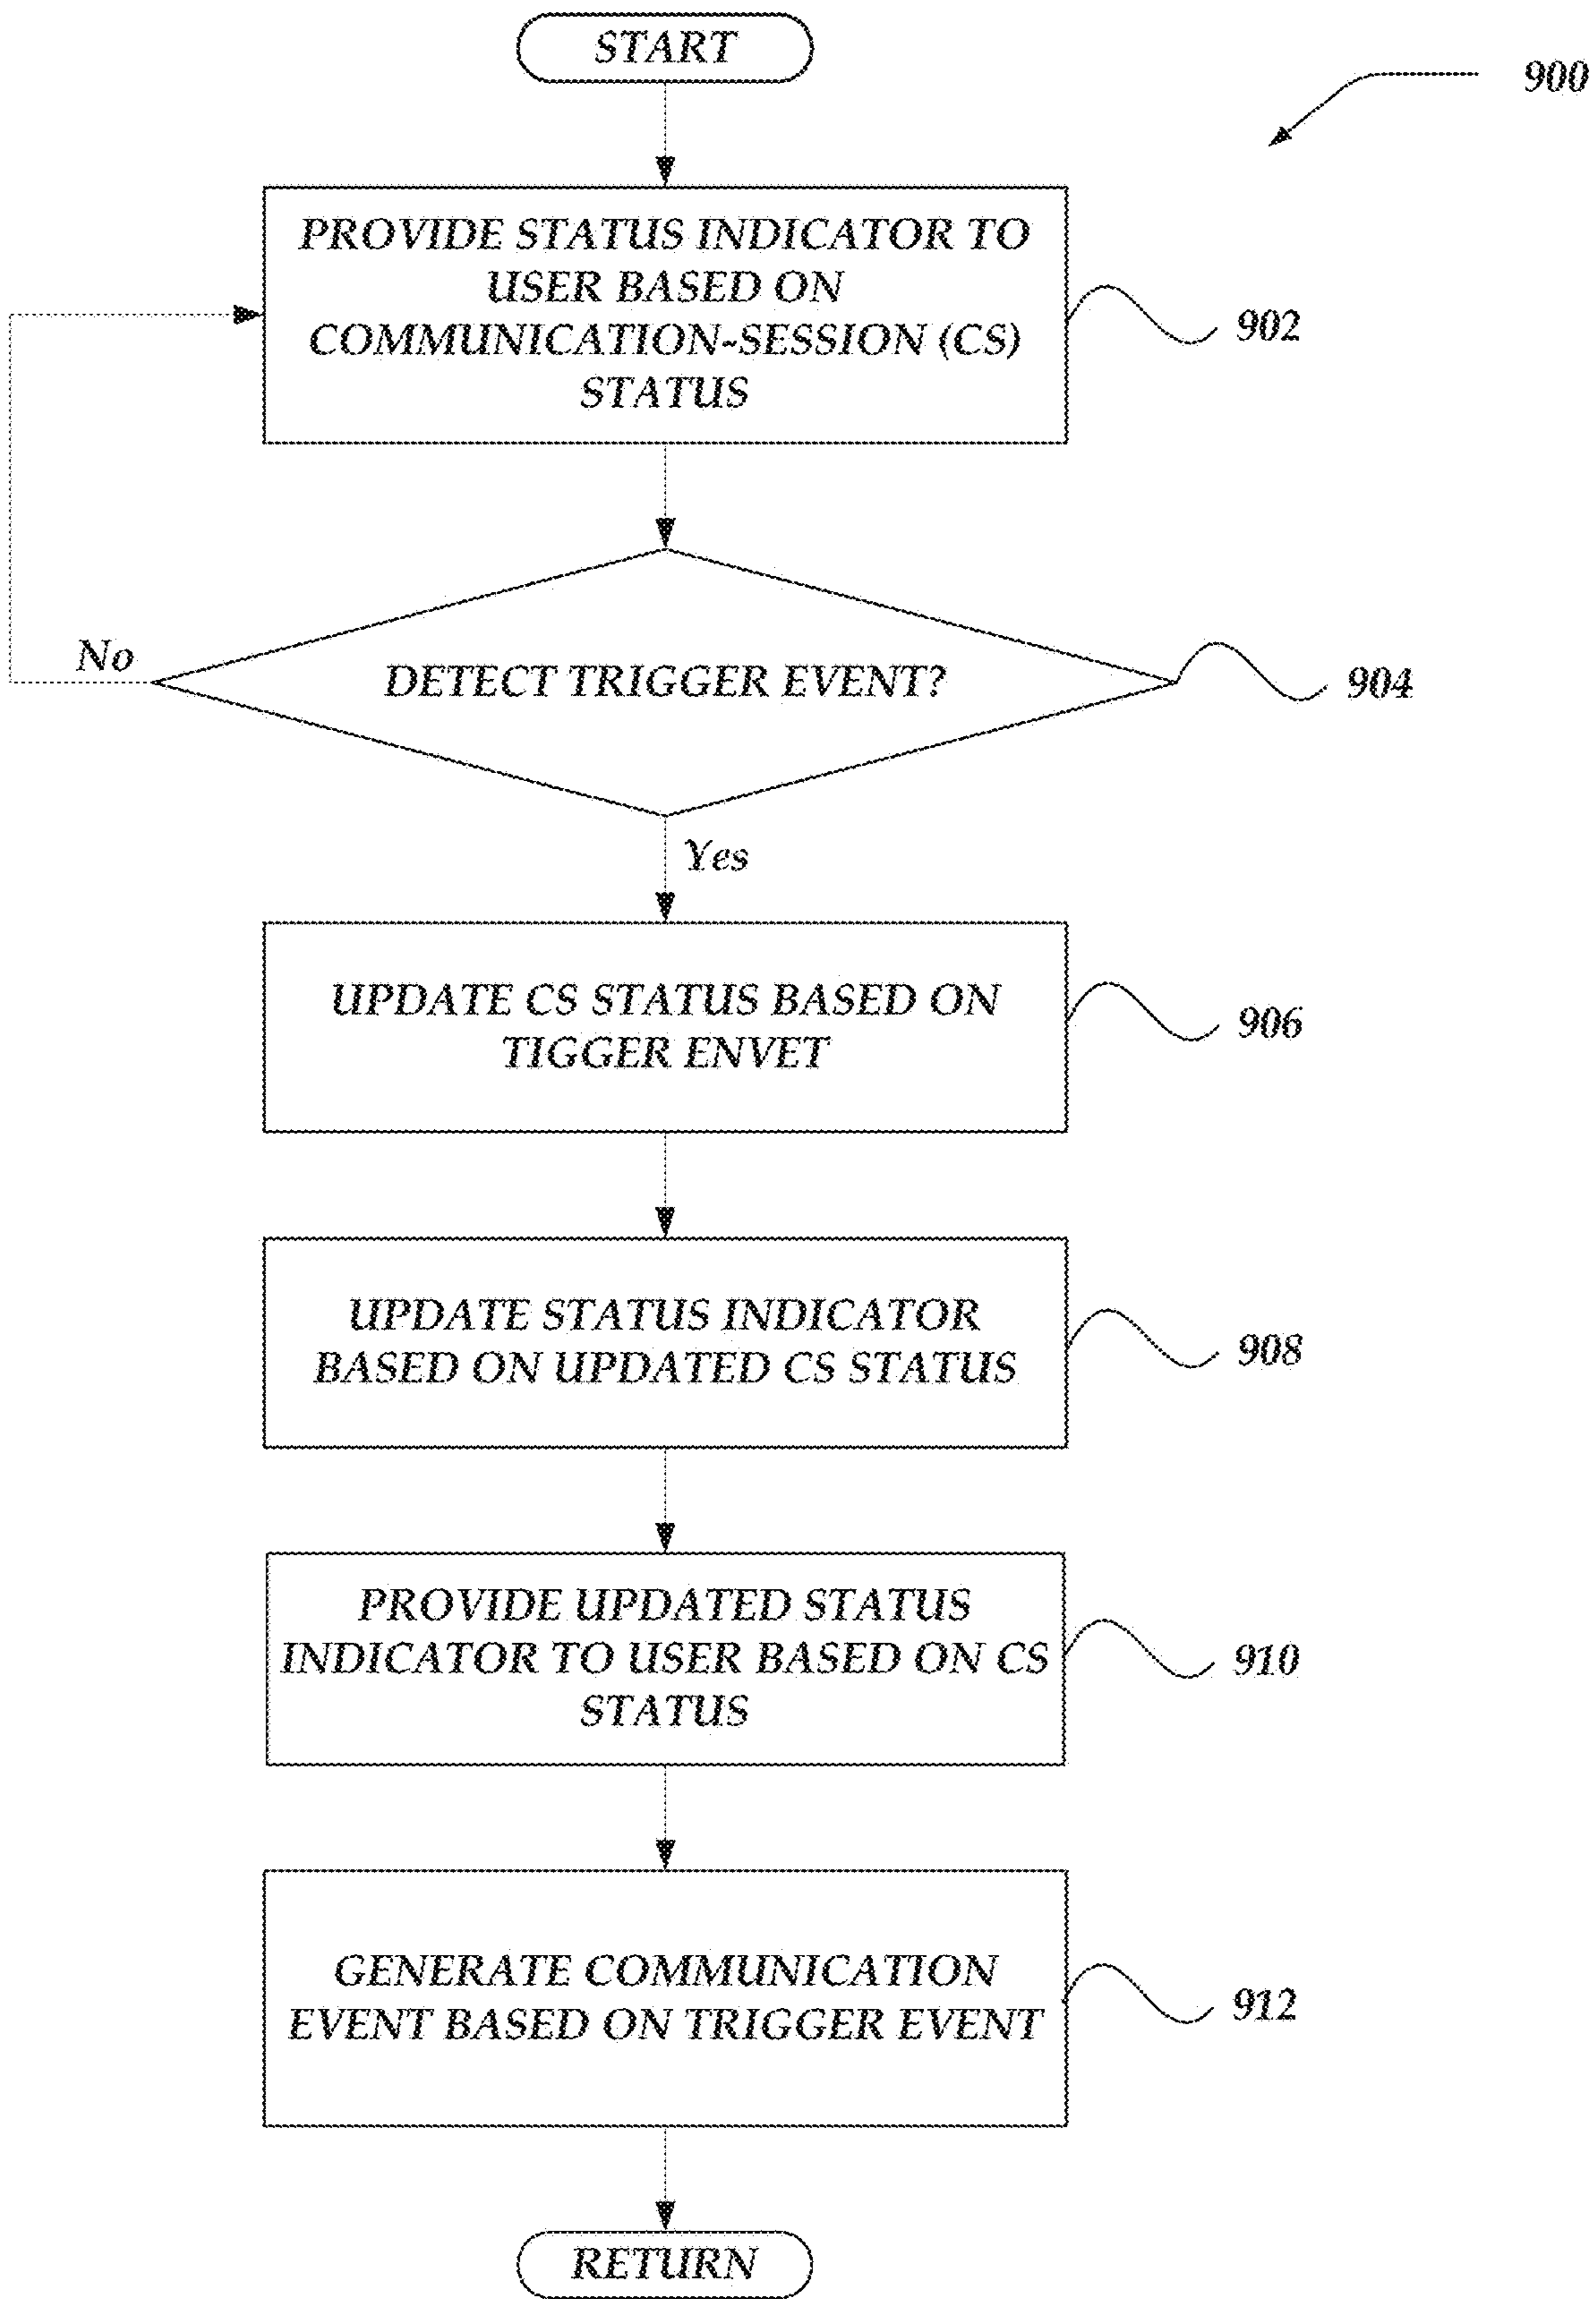 START
900
PROVIDE STATUS INDICATOR TO
USER BASED ON
COMMUNICATION-SESSION (CS)
STATUS
902
No
DETECT TRIGGER EVENT?
904
Yes
UPDATE CS STATUS BASED ON
TIGGER ENVET
906
UPDATE STATUS INDICATOR
BASED ON UPDATED CS STATUS
908
PROVIDE UPDATED STATUS
INDICATOR TO USER BASED ON CS
STATUS
910
GENERATE COMMUNICATION
EVENT BASED ON TRIGGER EVENT
912
RETURN